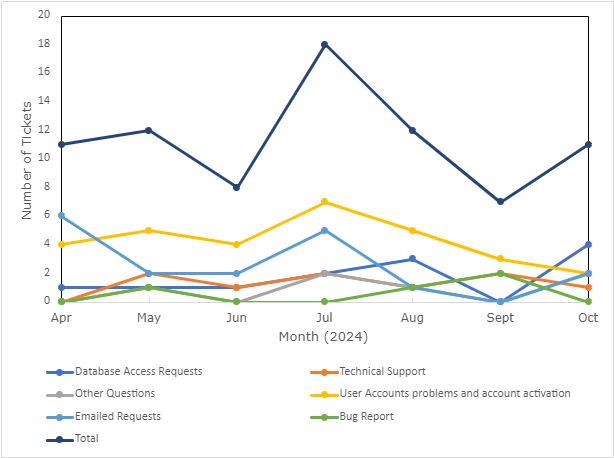 20
18
16
14
12
10
8
6
4
2
0
Number of Tickets
Apr May Jun Jul Aug Sept Oct
Month (2024)
Database Access Requests Technical Support
Other Questions User Accounts problems and account activation
Emailed Requests Bug Report
Total